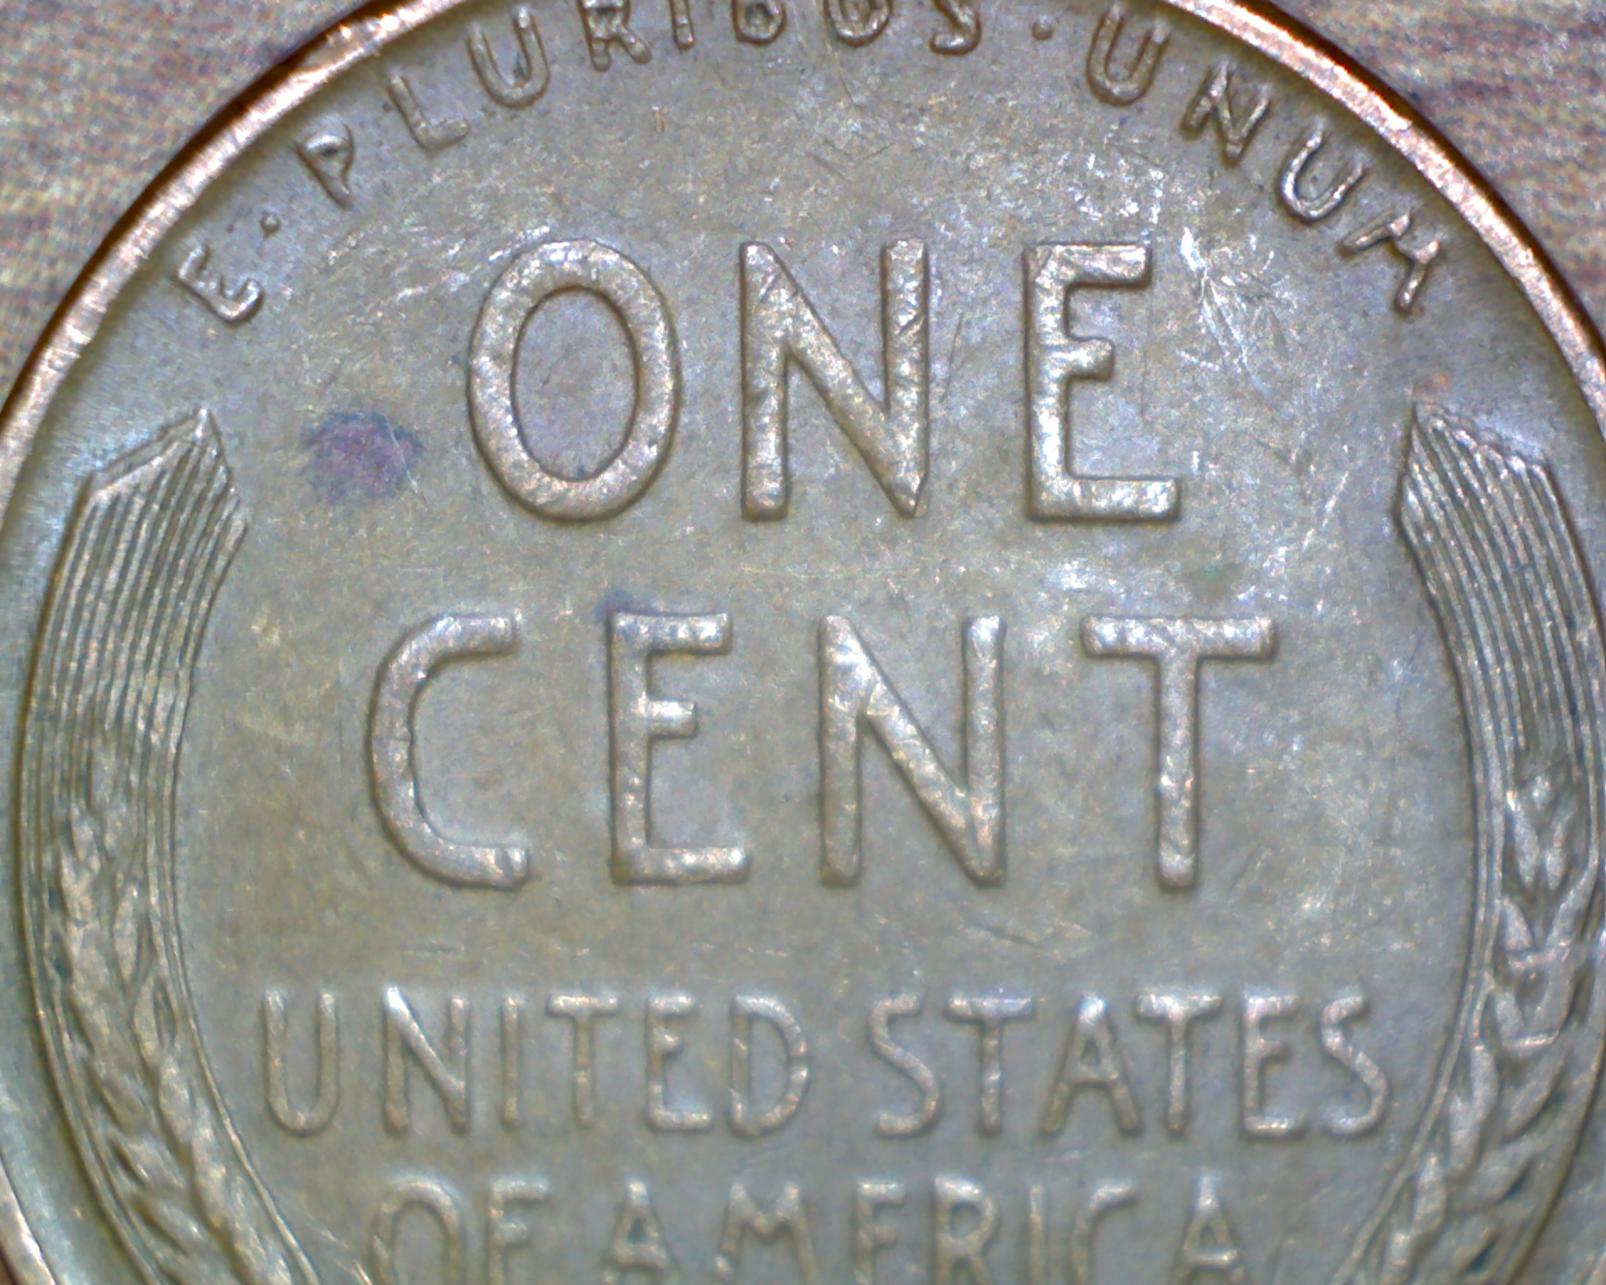 E · PLURIBUS · UNUM
ONE
CENT
UNITED STATES
OF AMERICA